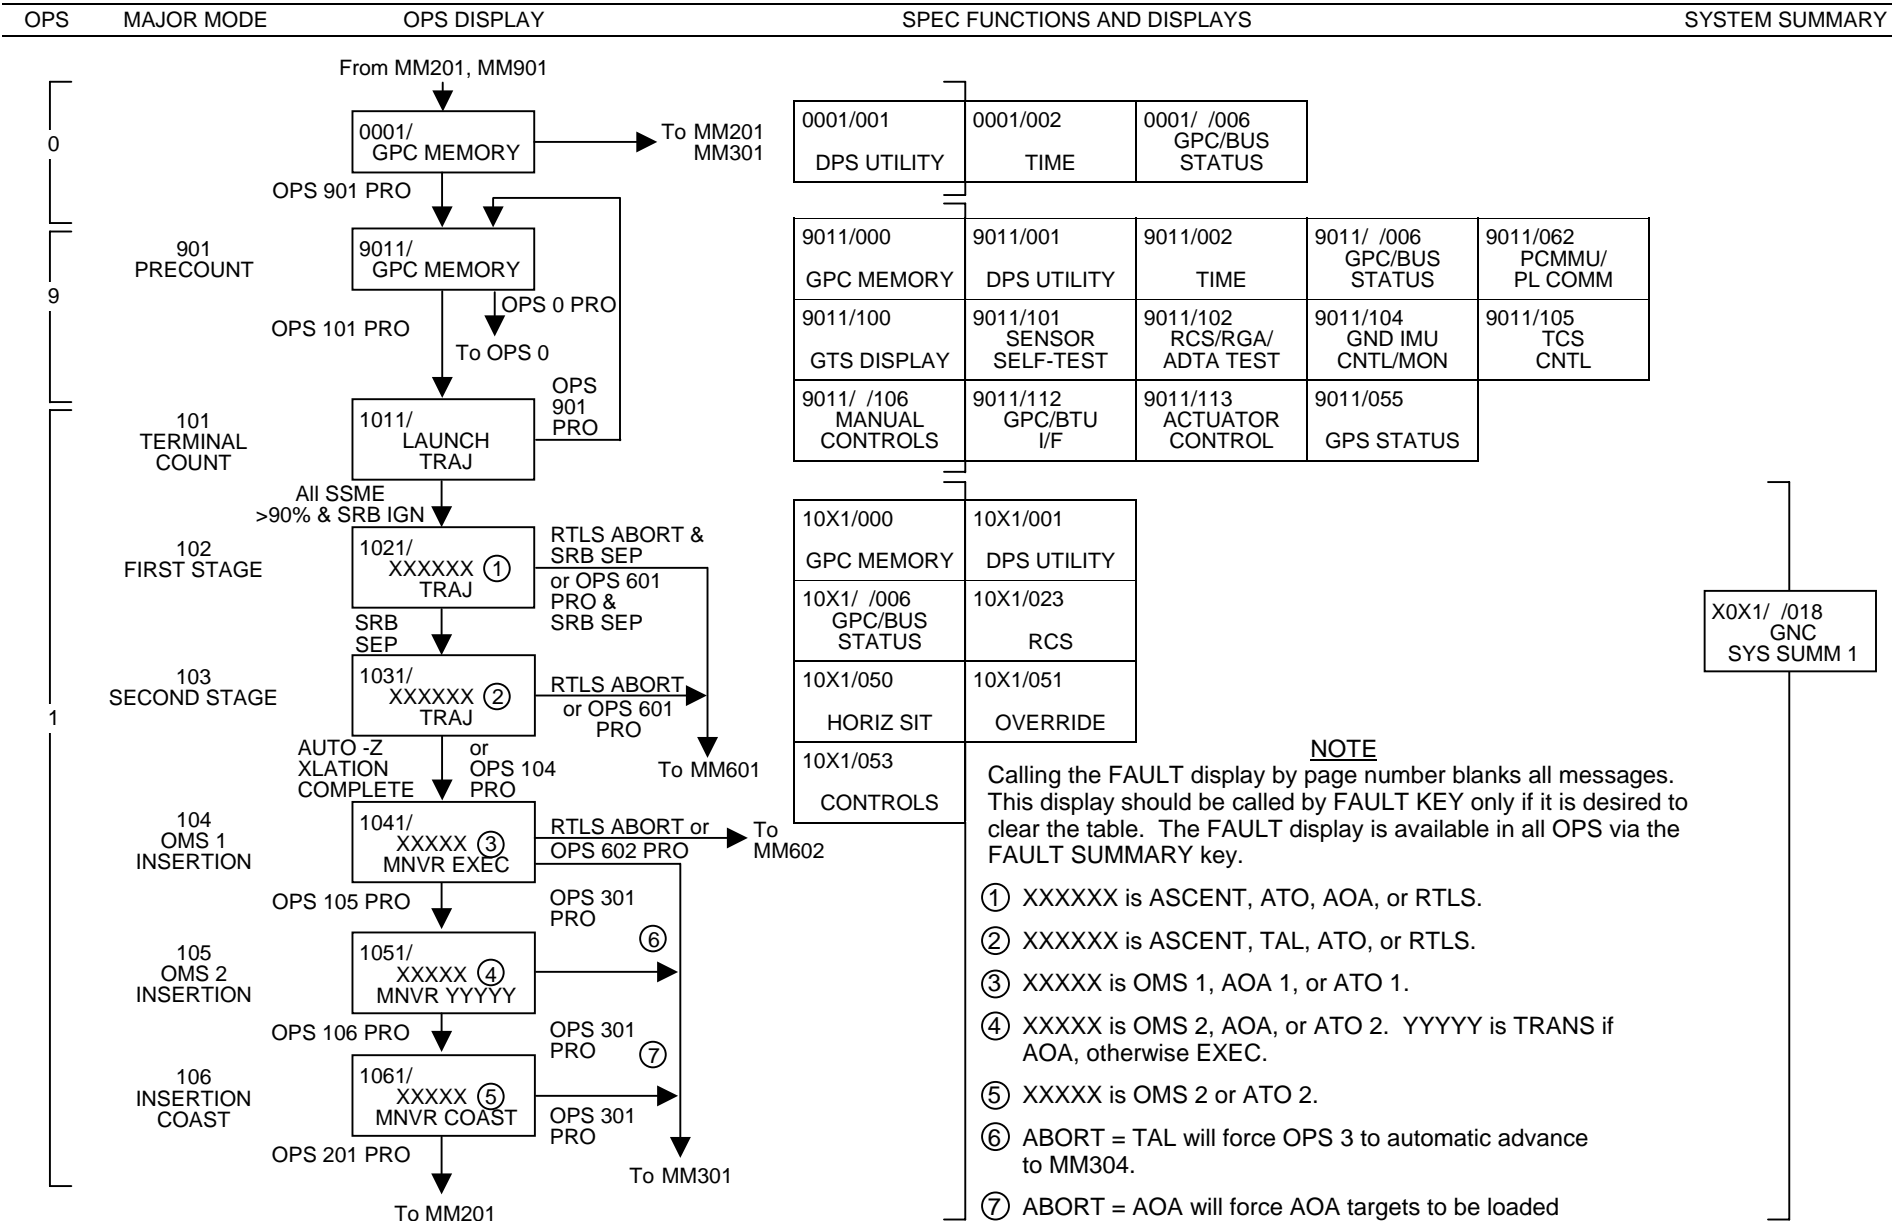 OPS MAJOR MODE OPS DISPLAY SPEC FUNCTIONS AND DISPLAYS SYSTEM SUMMARY
From MM201, MM901
0
0001/
GPC MEMORY
To MM201
MM301
OPS 901 PRO
9
901
PRECOUNT
9011/
GPC MEMORY
OPS 0 PRO
OPS 101 PRO
To OPS 0
OPS
901
PRO
1
101
TERMINAL
COUNT
1011/
LAUNCH
TRAJ
All SSME
>90% & SRB IGN
102
FIRST STAGE
1021/
XXXXXX 1
TRAJ
RTLS ABORT &
SRB SEP
or OPS 601
PRO &
SRB SEP
SRB
SEP
103
SECOND STAGE
1031/
XXXXXX 2
TRAJ
RTLS ABORT
or OPS 601
PRO
To MM601
AUTO -Z
XLATION
COMPLETE
or
OPS 104
PRO
104
OMS 1
INSERTION
1041/
XXXXX 3
MNVR EXEC
RTLS ABORT or
OPS 602 PRO
To
MM602
OPS 105 PRO
OPS 301
PRO
6
105
OMS 2
INSERTION
1051/
XXXXX 4
MNVR YYYYY
OPS 106 PRO
OPS 301
PRO
7
106
INSERTION
COAST
1061/
XXXXX 5
MNVR COAST
OPS 301
PRO
OPS 201 PRO
To MM301
To MM201
0001/001
DPS UTILITY
0001/002
TIME
0001/ /006
GPC/BUS
STATUS
9011/000
GPC MEMORY
9011/001
DPS UTILITY
9011/002
TIME
9011/ /006
GPC/BUS
STATUS
9011/062
PCMMU/
PL COMM
9011/100
GTS DISPLAY
9011/101
SENSOR
SELF-TEST
9011/102
RCS/RGA/
ADTA TEST
9011/104
GND IMU
CNTL/MON
9011/105
TCS
CNTL
9011/ /106
MANUAL
CONTROLS
9011/112
GPC/BTU
I/F
9011/113
ACTUATOR
CONTROL
9011/055
GPS STATUS
10X1/000
GPC MEMORY
10X1/001
DPS UTILITY
10X1/ /006
GPC/BUS
STATUS
10X1/023
RCS
10X1/050
HORIZ SIT
10X1/051
OVERRIDE
10X1/053
CONTROLS
X0X1/ /018
GNC
SYS SUMM 1
NOTE
Calling the FAULT display by page number blanks all messages.
This display should be called by FAULT KEY only if it is desired to
clear the table. The FAULT display is available in all OPS via the
FAULT SUMMARY key.
1 XXXXXX is ASCENT, ATO, AOA, or RTLS.
2 XXXXXX is ASCENT, TAL, ATO, or RTLS.
3 XXXXX is OMS 1, AOA 1, or ATO 1.
4 XXXXX is OMS 2, AOA, or ATO 2. YYYYY is TRANS if
AOA, otherwise EXEC.
5 XXXXX is OMS 2 or ATO 2.
6 ABORT = TAL will force OPS 3 to automatic advance
to MM304.
7 ABORT = AOA will force AOA targets to be loaded